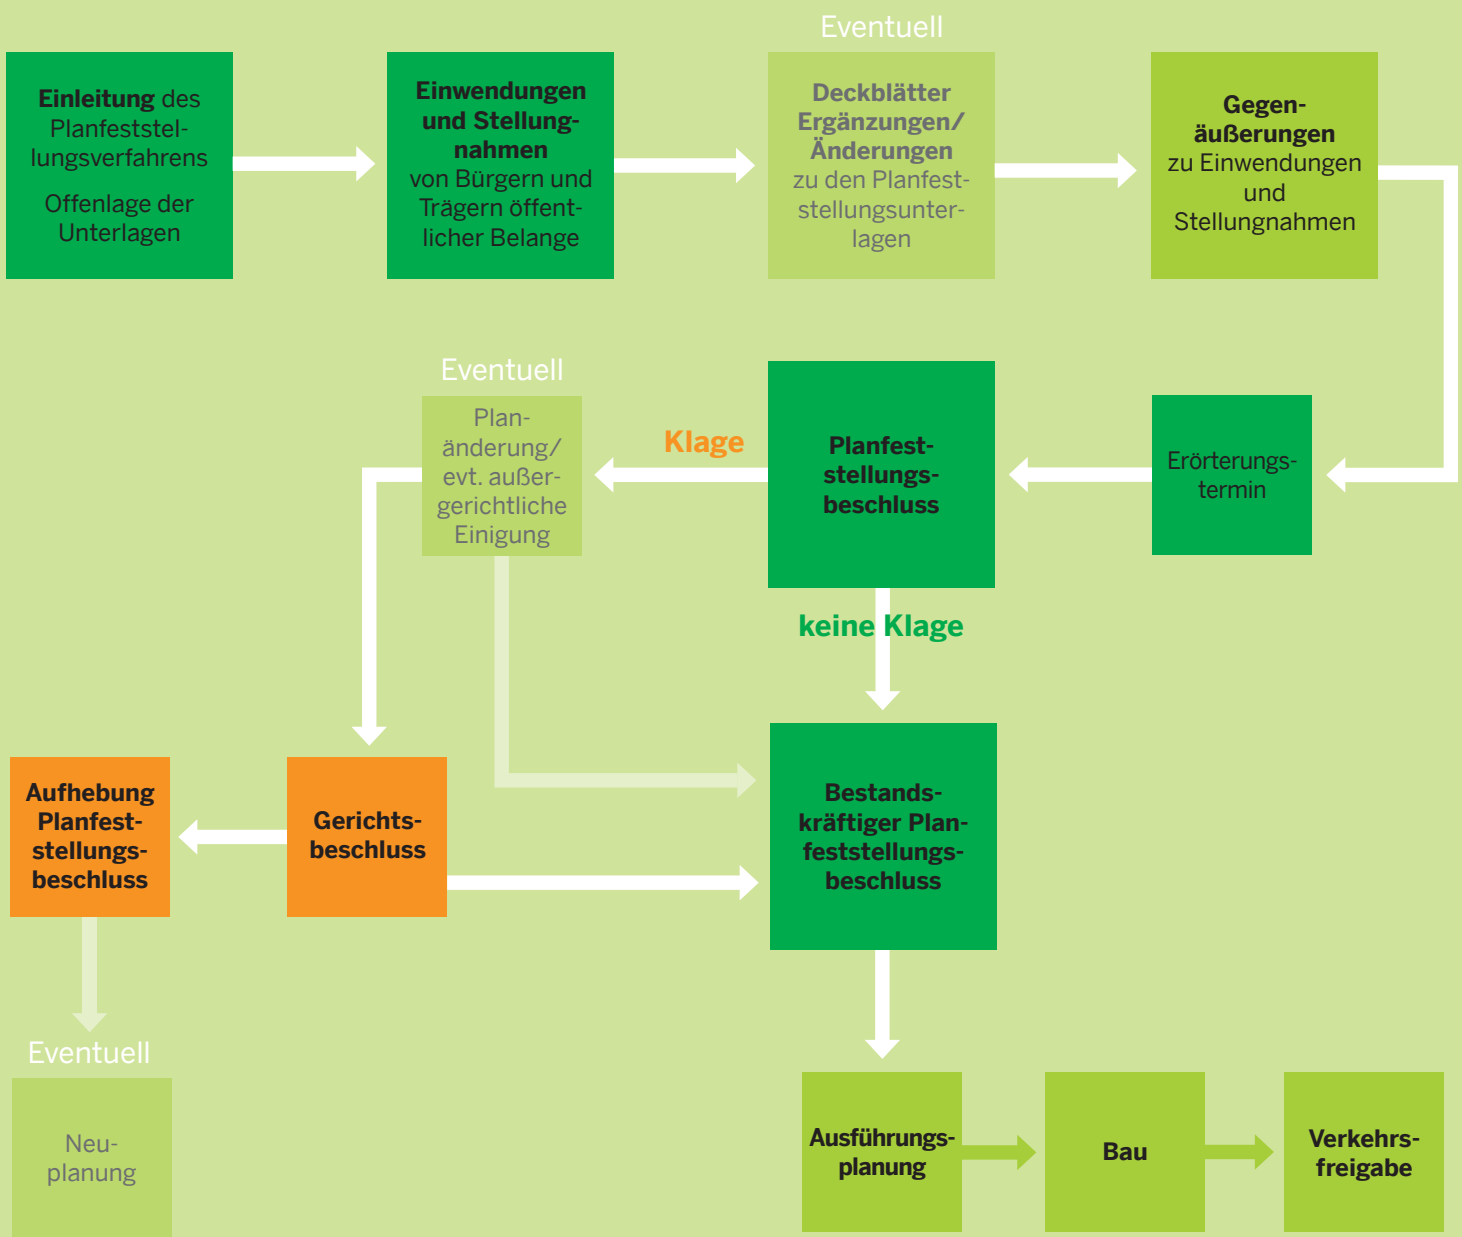 Einleitung des
Planfeststel-
lungsverfahrens
Offenlage der
Unterlagen
Einwendungen
und Stellung-
nahmen
von Bürgern und
Trägern öffent-
licher Belange
Eventuell
Deckblätter
Ergänzungen/
Änderungen
zu den Planfest-
stellungsunter-
lagen
Gegen-
äußerungen
zu Einwendungen
und
Stellungnahmen
Erörterungs-
termin
Planfest-
stellungs-
beschluss
Klage
Eventuell
Plan-
änderung/
evt. außer-
gerichtliche
Einigung
keine Klage
Aufhebung
Planfest-
stellungs-
beschluss
Gerichts-
beschluss
Bestands-
kräftiger Plan-
feststellungs-
beschluss
Eventuell
Neu-
planung
Ausführungs-
planung
Bau
Verkehrs-
freigabe